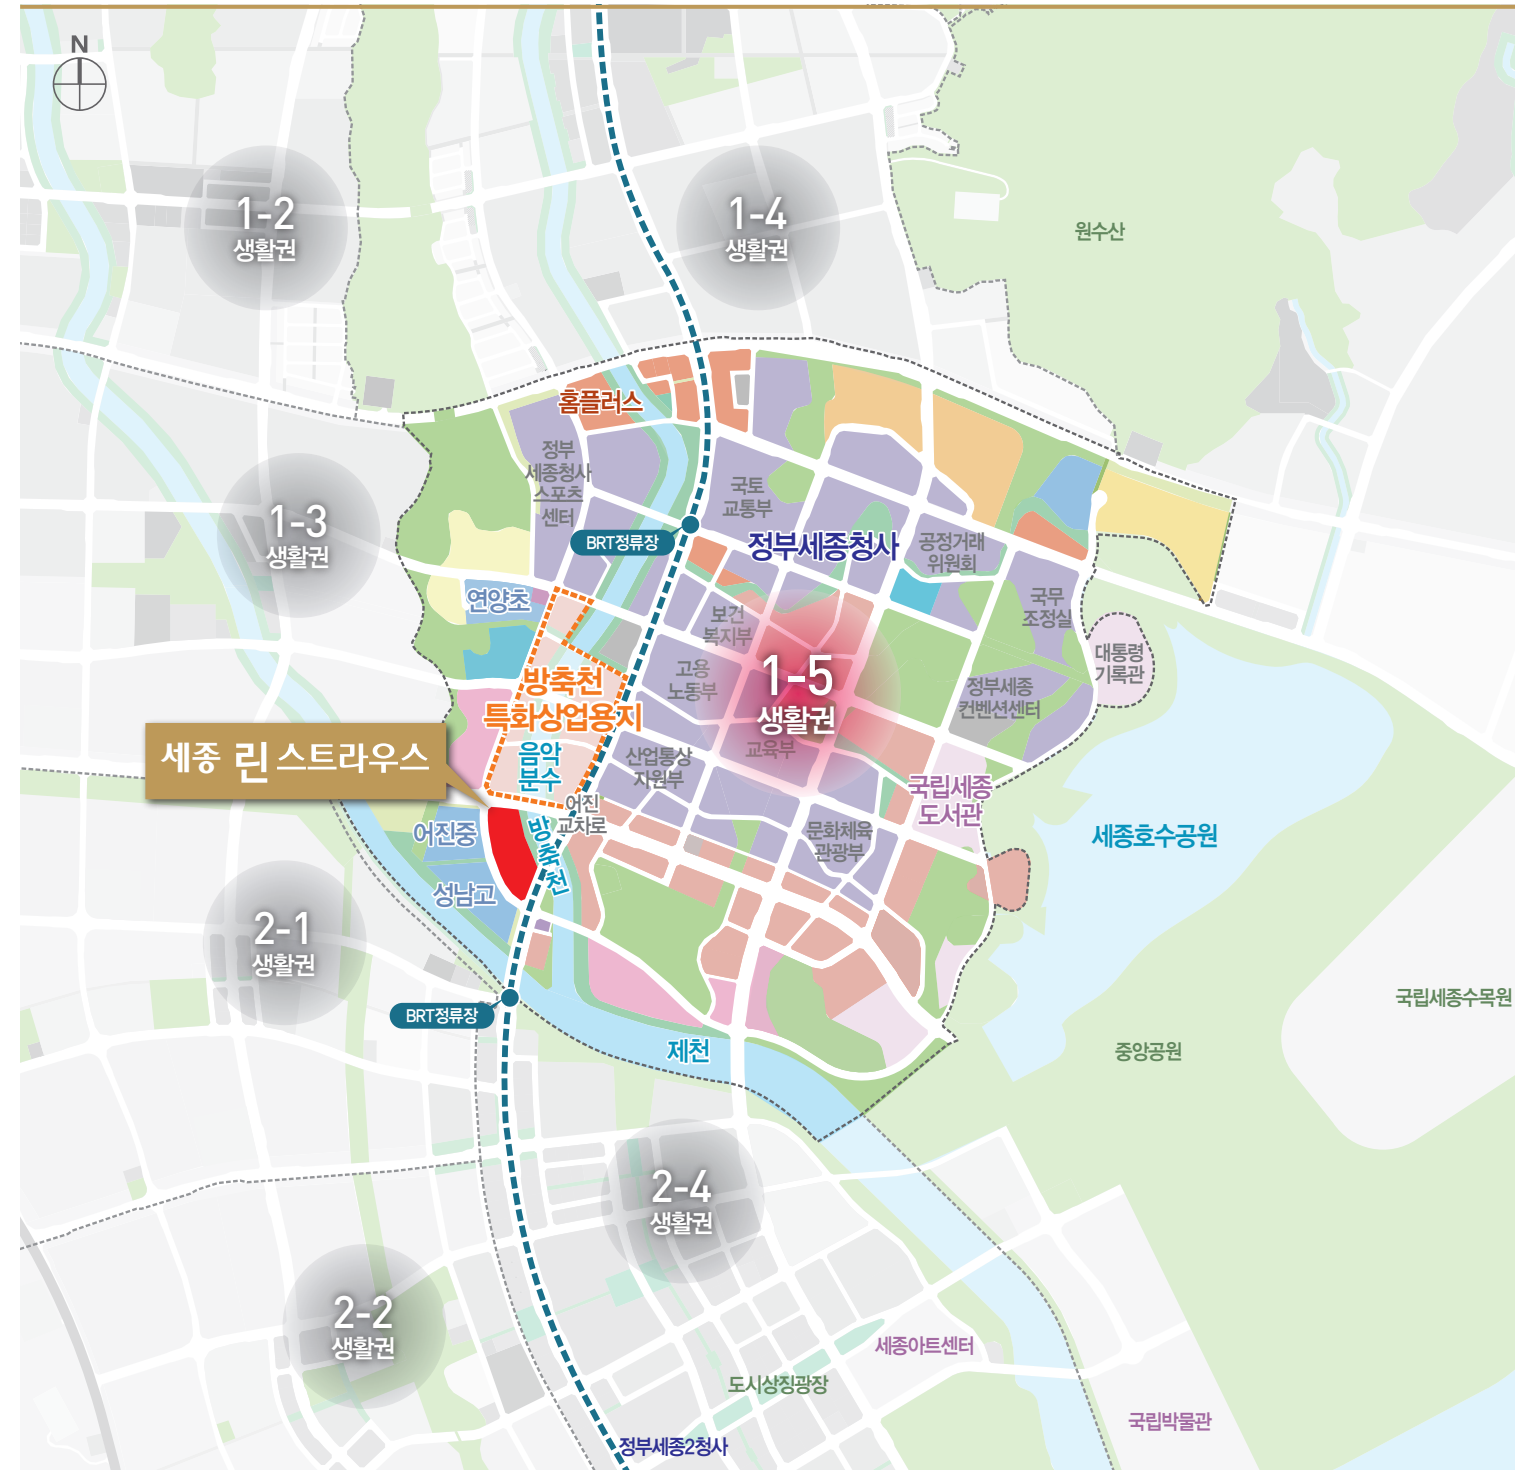 N
1-2
생활권
1-4
생활권
원수산
홈플러스
정부
세종청사
스포츠
센터
국토
교통부
1-3
생활권
BRT정류장
정부세종청사
공정거래
위원회
연양초
보건
복지부
국무
조정실
대통령
기록관
고용
노동부
1-5
생활권
정부세종
컨벤션센터
방축천
특화상업용지
음악
분수
산업통상
자원부
교육부
세종 린 스트라우스
국립세종
도서관
어진
교차로
어진중
방축천
문화체육
관광부
세종호수공원
성남고
2-1
생활권
BRT정류장
제천
국립세종수목원
중앙공원
2-4
생활권
2-2
생활권
세종아트센터
도시상징광장
국립박물관
정부세종2청사